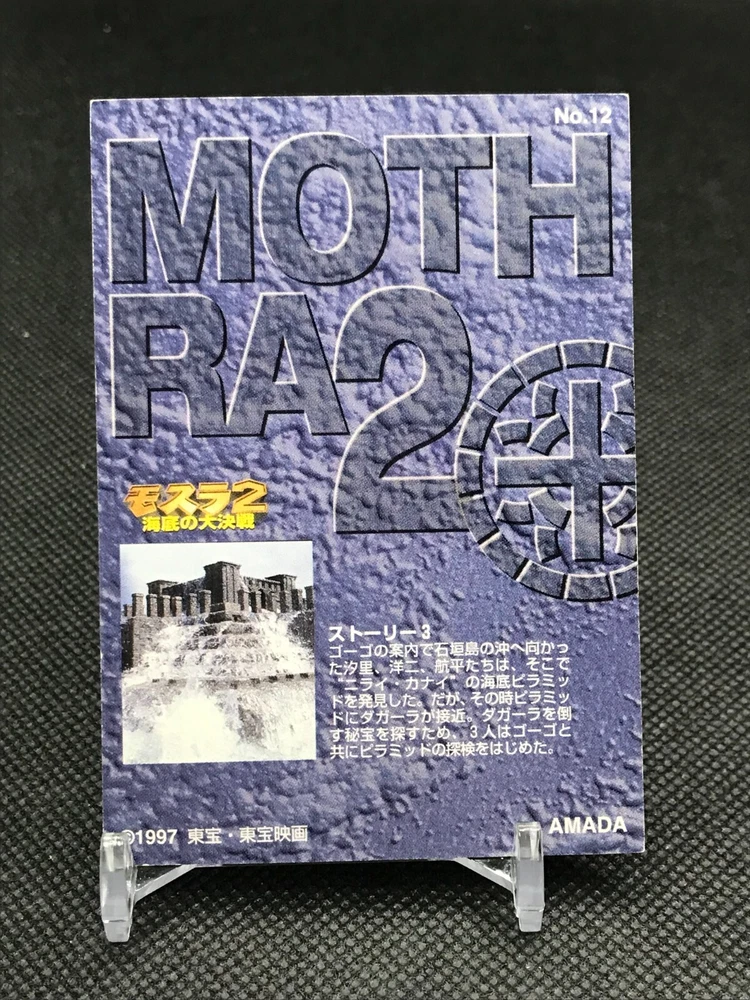 No.12
MOTH
RA2
モスラ2
海底の大決戦
ストーリー3
ゴーゴの案内で石垣島の沖へ向かっ
た汐里、洋二、航平たちは、そこで
"ニライ・カナイ"の海底ピラミッ
ドを発見した。だが、その時ピラミッ
ドにダガーラが接近。ダガーラを倒
す秘宝を探すため、3人はゴーゴと
共にピラミッドの探検をはじめた。
©1997 東宝・東宝映画
AMADA